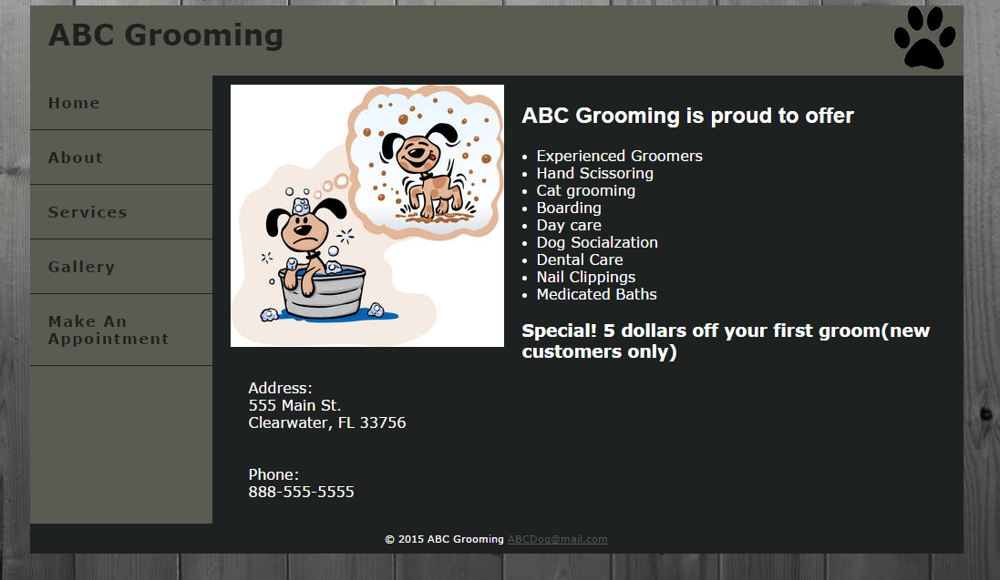 ABC Grooming
Home
About
Services
Gallery
Make An
Appointment
ABC Grooming is proud to offer
Experienced Groomers
Hand Scissoring
Cat grooming
Boarding
Day care
Dog Socialzation
Dental Care
Nail Clippings
Medicated Baths
Special! 5 dollars off your first groom(new
customers only)
Address:
555 Main St.
Clearwater, FL 33756
Phone:
888-555-5555
© 2015 ABC Grooming ABCDog@mail.com